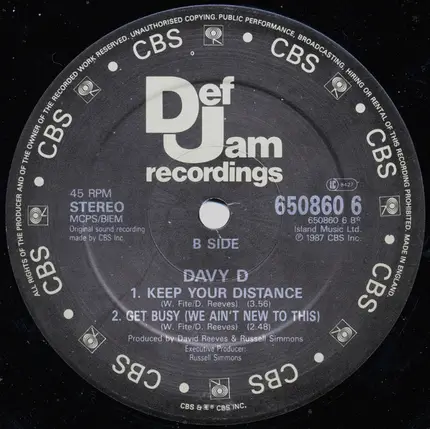 ALL RIGHTS OF THE PRODUCER AND OF THE OWNER OF THE RECORDED WORK RESERVED. UNAUTHORISED COPYING. PUBLIC PERFORMANCE. BROADCASTING. HIRING OR RENTAL OF THIS RECORDING PROHIBITED. MADE IN ENGLAND.
CBS • CBS • CBS • CBS • CBS • CBS • CBS • CBS
Def
Jam
recordings
45 RPM
STEREO
MCPS/BIEM
Original sound recording
made by CBS Inc.
650860 6
650860 6 B°
Island Music Ltd.
℗ 1987 CBS Inc.
B SIDE
DAVY D
1. KEEP YOUR DISTANCE
(W. Fite/D. Reeves) (3.56)
2. GET BUSY (WE AIN'T NEW TO THIS)
(W. Fite/D. Reeves) (2.48)
Produced by David Reeves & Russell Simmons
Executive Producer:
Russell Simmons
CBS & CBS INC.